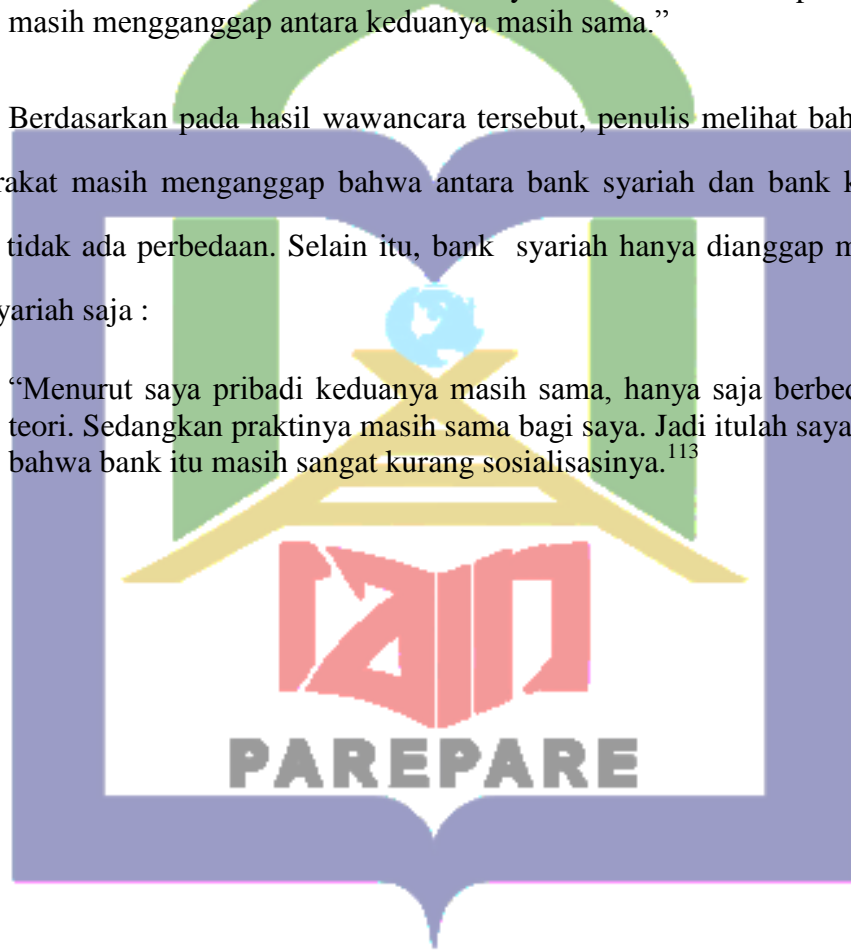 masih mengganggap antara keduanya masih sama.”
Berdasarkan pada hasil wawancara tersebut, penulis melihat bah
rakat masih menganggap bahwa antara bank syariah dan bank k
tidak ada perbedaan. Selain itu, bank syariah hanya dianggap m
yariah saja :
“Menurut saya pribadi keduanya masih sama, hanya saja berbed
teori. Sedangkan praktinya masih sama bagi saya. Jadi itulah saya
bahwa bank itu masih sangat kurang sosialisasinya.113
IAIN
PAREPARE